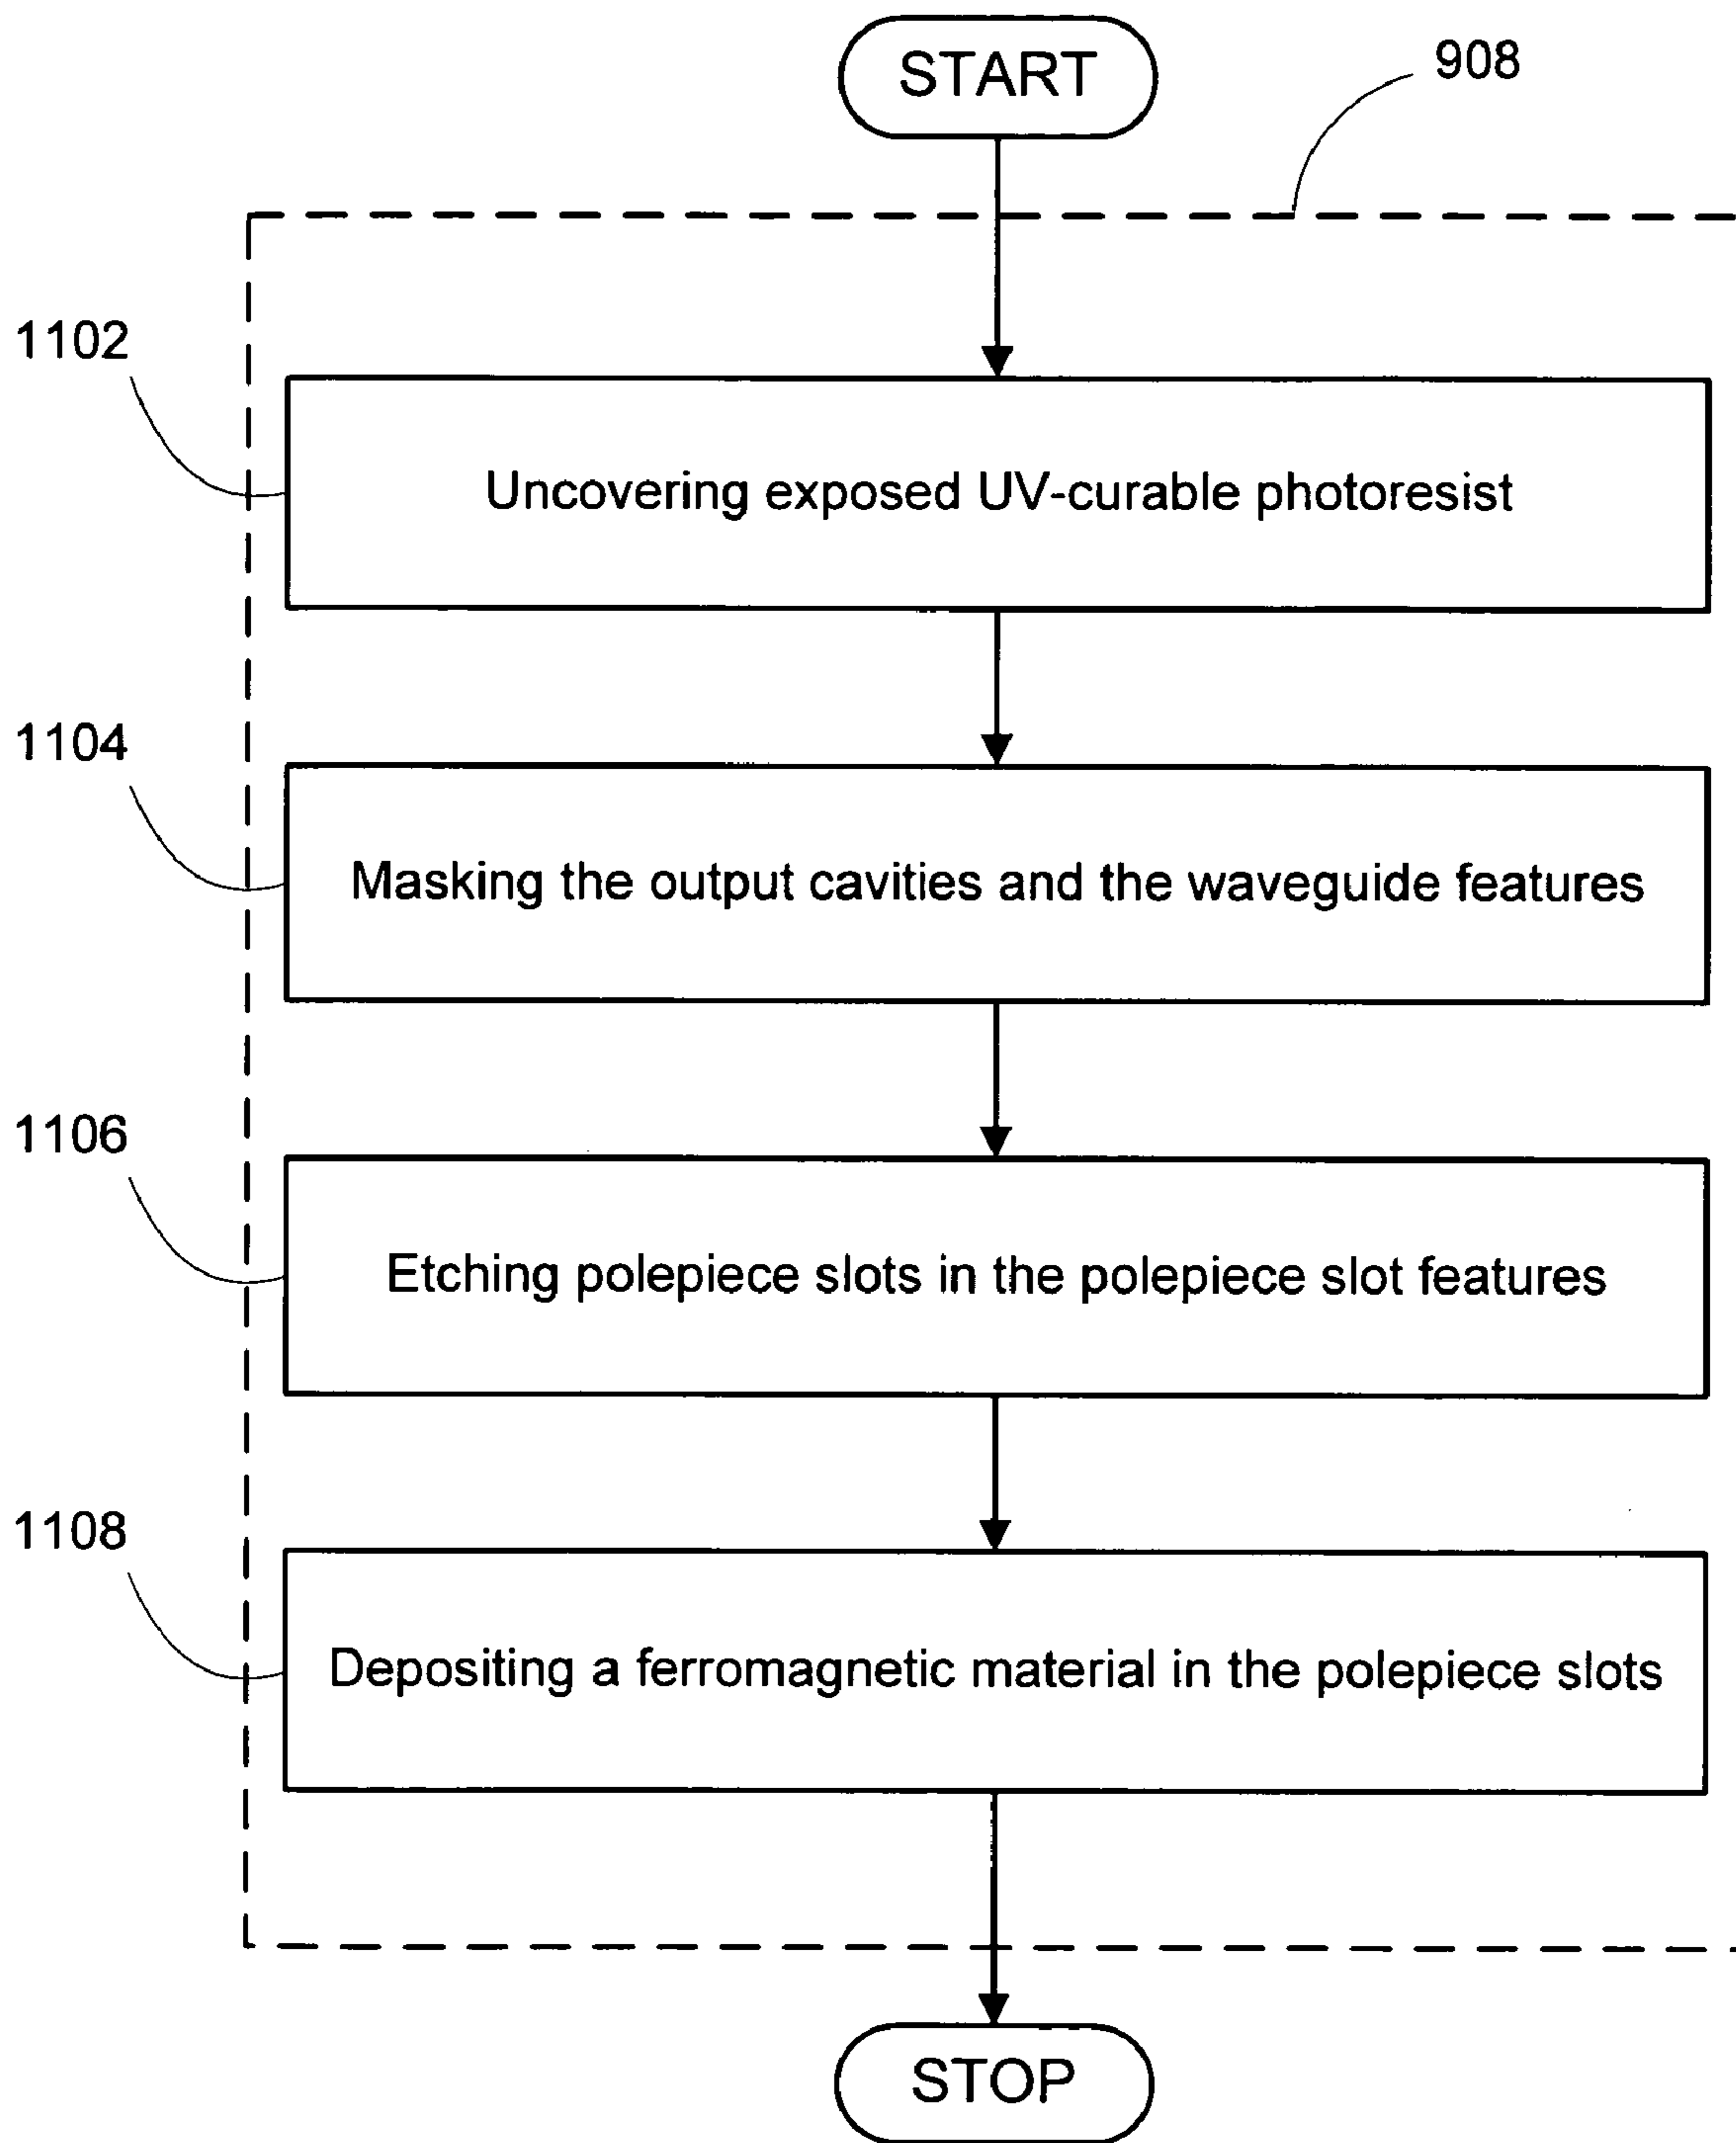 START
908
1102
Uncovering exposed UV-curable photoresist
1104
Masking the output cavities and the waveguide features
1106
Etching polepiece slots in the polepiece slot features
1108
Depositing a ferromagnetic material in the polepiece slots
STOP